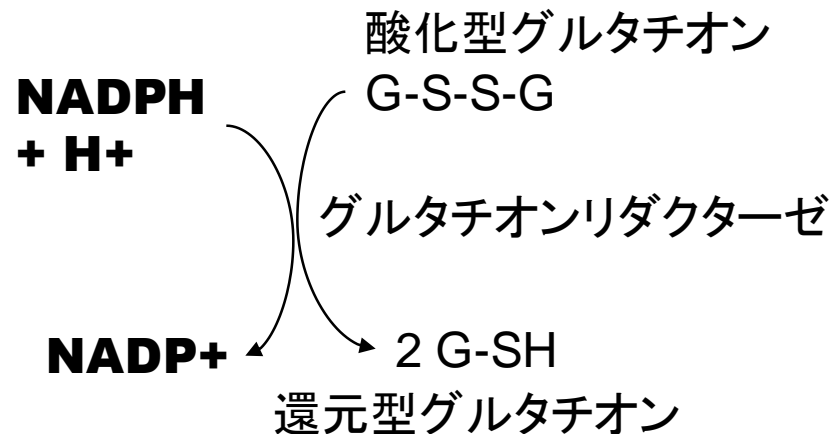 酸化型グルタチオン
NADPH
+ H+
G-S-S-G
グルタチオンリダクターゼ
NADP+
2 G-SH
還元型グルタチオン